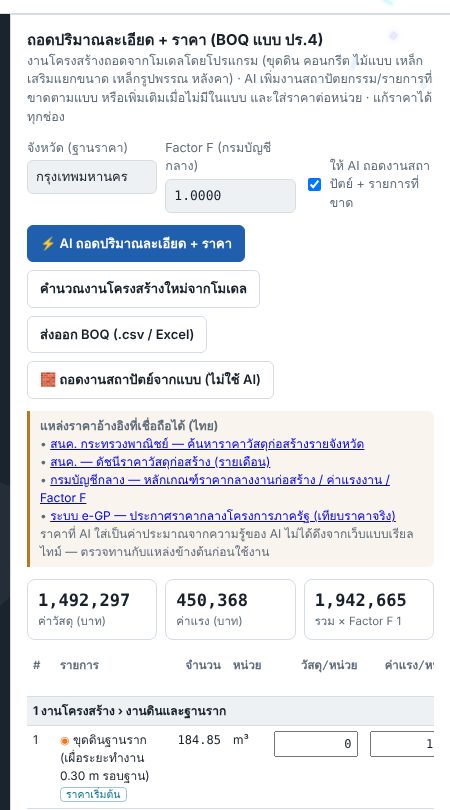 ถอดปริมาณละเอียด + ราคา (BOQ แบบ ปร.4)
งานโครงสร้างถอดจากโมเดลโดยโปรแกรม (ขุดดิน คอนกรีต ไม้แบบ เหล็ก
เสริมแยกขนาด เหล็กรูปพรรณ หลังคา) · AI เพิ่มงานสถาปัตยกรรม/รายการที่
ขาดตามแบบ หรือเพิ่มเติมเมื่อไม่มีในแบบ และใส่ราคาต่อหน่วย · แก้ราคาได้
ทุกช่อง
จังหวัด (ฐานราคา)
Factor F (กรมบัญชี
กลาง)
กรุงเทพมหานคร
1.0000
ให้ AI ถอดงานสถา
ปัตย์ + รายการที่
ขาด
⚡ AI ถอดปริมาณละเอียด + ราคา
คำนวณงานโครงสร้างใหม่จากโมเดล
ส่งออก BOQ (.csv / Excel)
🧱 ถอดงานสถาปัตย์จากแบบ (ไม่ใช้ AI)
แหล่งราคาอ้างอิงที่เชื่อถือได้ (ไทย)
• สนค. กระทรวงพาณิชย์ — ค้นหาราคาวัสดุก่อสร้างรายจังหวัด
• สนค. — ดัชนีราคาวัสดุก่อสร้าง (รายเดือน)
• กรมบัญชีกลาง — หลักเกณฑ์ราคากลางงานก่อสร้าง / ค่าแรงงาน /
Factor F
• ระบบ e-GP — ประกาศราคากลางโครงการภาครัฐ (เทียบราคาจริง)
ราคาที่ AI ใส่เป็นค่าประมาณจากความรู้ของ AI ไม่ได้ดึงจากเว็บแบบเรียล
ไทม์ — ตรวจทานกับแหล่งข้างต้นก่อนใช้งาน
1,492,297 450,368 1,942,665
ค่าวัสดุ (บาท) ค่าแรง (บาท) รวม × Factor F 1
# รายการ จำนวน หน่วย วัสดุ/หน่วย
1 งานโครงสร้าง › งานดินและฐานราก
1 ขุดดินฐานราก 184.85 m³ 0 1
(เผื่อระยะทำงาน
0.30 m รอบฐาน)
ราคาเริ่มต้น